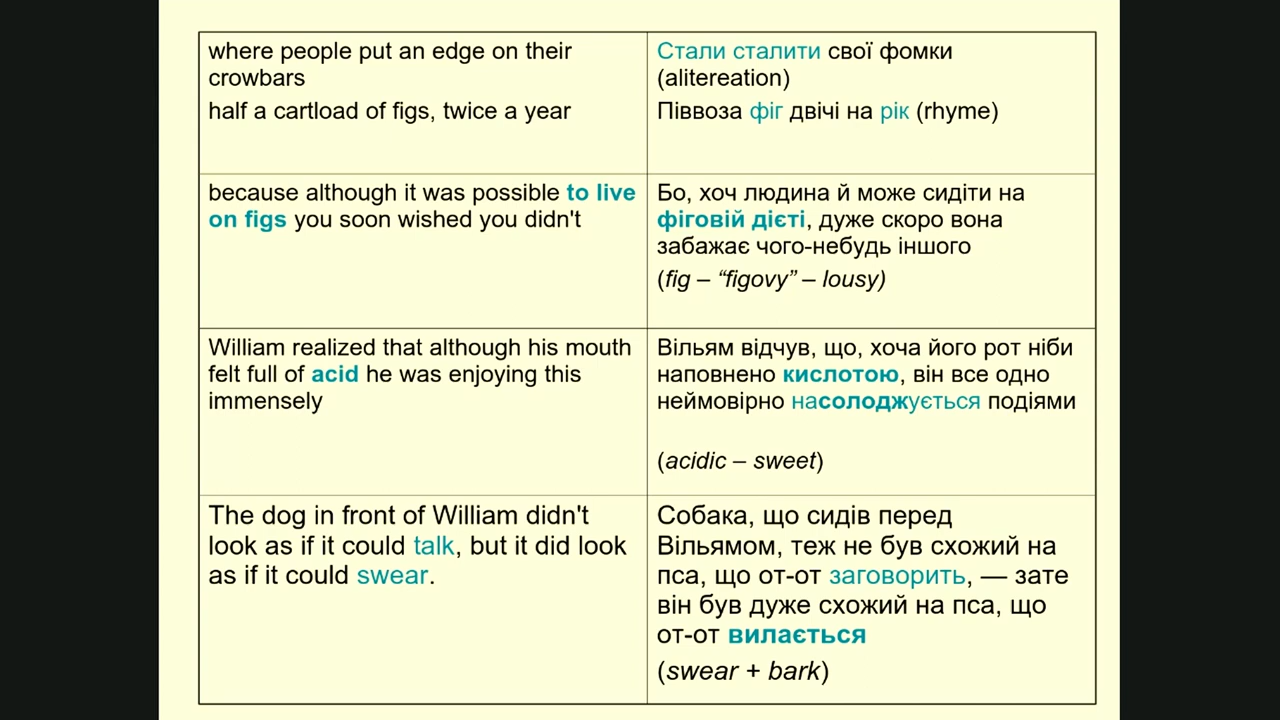 where people put an edge on their
crowbars
half a cartload of figs, twice a year
Стали сталити свої фомки
(alitereation)
Піввоза фіг двічі на рік (rhyme)
because although it was possible to live
on figs you soon wished you didn't
Бо, хоч людина й може сидіти на
фіговій дієті, дуже скоро вона
забажає чого-небудь іншого
(fig – “figovy” – lousy)
William realized that although his mouth
felt full of acid he was enjoying this
immensely
Вільям відчув, що, хоча його рот ніби
наповнено кислотою, він все одно
неймовірно насолоджується подіями
(acidic – sweet)
The dog in front of William didn't
look as if it could talk, but it did look
as if it could swear.
Собака, що сидів перед
Вільямом, теж не був схожий на
пса, що от-от заговорить, — зате
він був дуже схожий на пса, що
от-от вилається
(swear + bark)